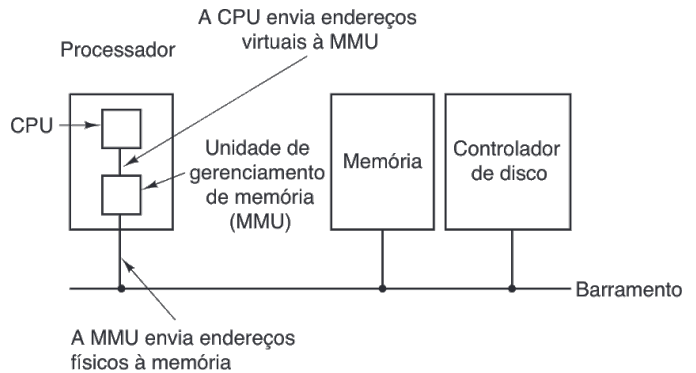 A CPU envia endereços
virtuais à MMU
Processador
CPU
Unidade de
gerenciamento
de memória
(MMU)
Memória
Controlador
de disco
Barramento
A MMU envia endereços
físicos à memória